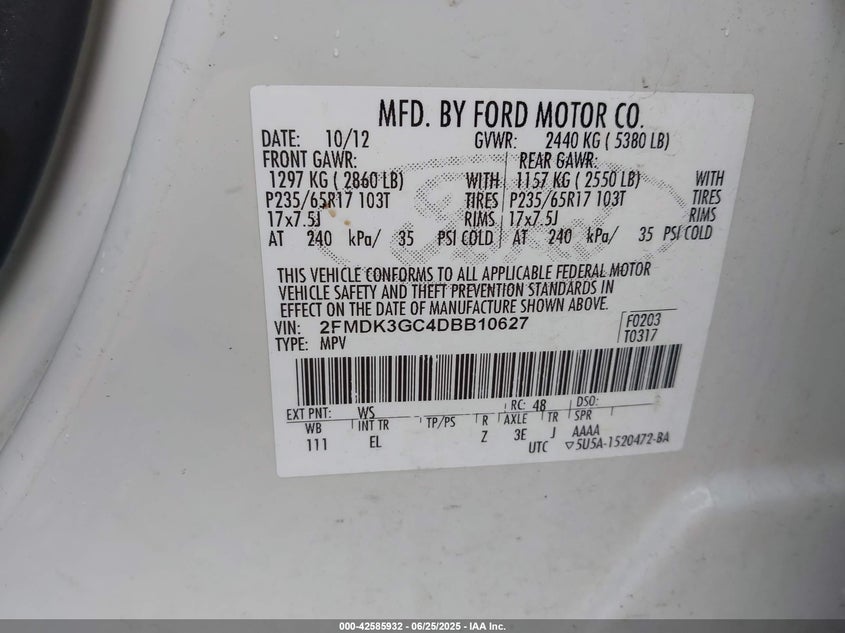 MFD. BY FORD MOTOR CO.
DATE: 10/12 GVWR: 2440 KG ( 5380 LB)
FRONT GAWR: REAR GAWR:
1297 KG ( 2860 LB) WITH 1157 KG ( 2550 LB) WITH
P235/65R17 103T TIRES P235/65R17 103T TIRES
17x7.5J RIMS 17x7.5J RIMS
AT 240 kPa/ 35 PSI COLD AT 240 kPa/ 35 PSI COLD
THIS VEHICLE CONFORMS TO ALL APPLICABLE FEDERAL MOTOR
VEHICLE SAFETY AND THEFT PREVENTION STANDARDS IN
EFFECT ON THE DATE OF MANUFACTURE SHOWN ABOVE.
VIN: 2FMDK3GC4DBB10627 F0203
TYPE: MPV T0317
EXT PNT: WS RC: 48 DSO:
WB INT TR TP/PS R AXLE TR SPR
111 EL Z 3E J AAAA
UTC ▽5U5A-1520472-BA
000-42585932 - 06/25/2025 - IAA Inc.